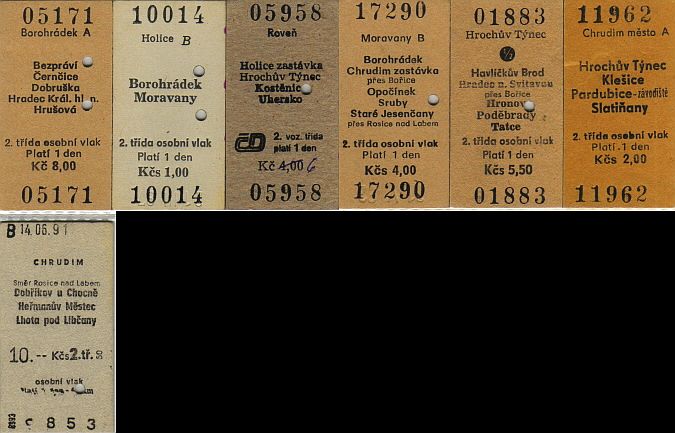 05171
Borohrádek A
Bezpráví
Černčice
Dobruška
Hradec Král. hl. n.
Hrušová
2. třída osobní vlak
Platí 1 den
Kč 8,00
05171
10014
Holice B
Borohrádek
Moravany
2. třída osobní vlak
Platí 1 den
Kčs 1,00
10014
05958
Roveň
Holice zastávka
Hrochův Týnec
Kostěnice
Uhersko
ČD 2. voz. třída
platí 1 den
Kč 4,00 6
05958
17290
Moravany B
Borohrádek
Chrudim zastávka
přes Bořice
Opočínek
Sruby
Staré Jesenčany
přes Rosice nad Labem
2. třída osobní vlak
Platí 1 den
Kčs 4,00
17290
01883
Hrochův Týnec
1/2
Havlíčkův Brod
Hradec n. Svitavou
přes Bořice
Hronov
Poděbrady
Tatce
2. třída osobní vlak
Platí 1 den
Kčs 5,50
01883
11962
Chrudim město A
Hrochův Týnec
Klešice
Pardubice-závodiště
Slatiňany
2. třída osobní vlak
Platí 1 den
Kčs 2,00
11962
B 14.06.91
CHRUDIM
Směr Rosice nad Labem
Dobříkov u Chocně
Heřmanův Městec
Lhota pod Libčany
10.-- Kčs 2.tř.
osobní vlak
c 853